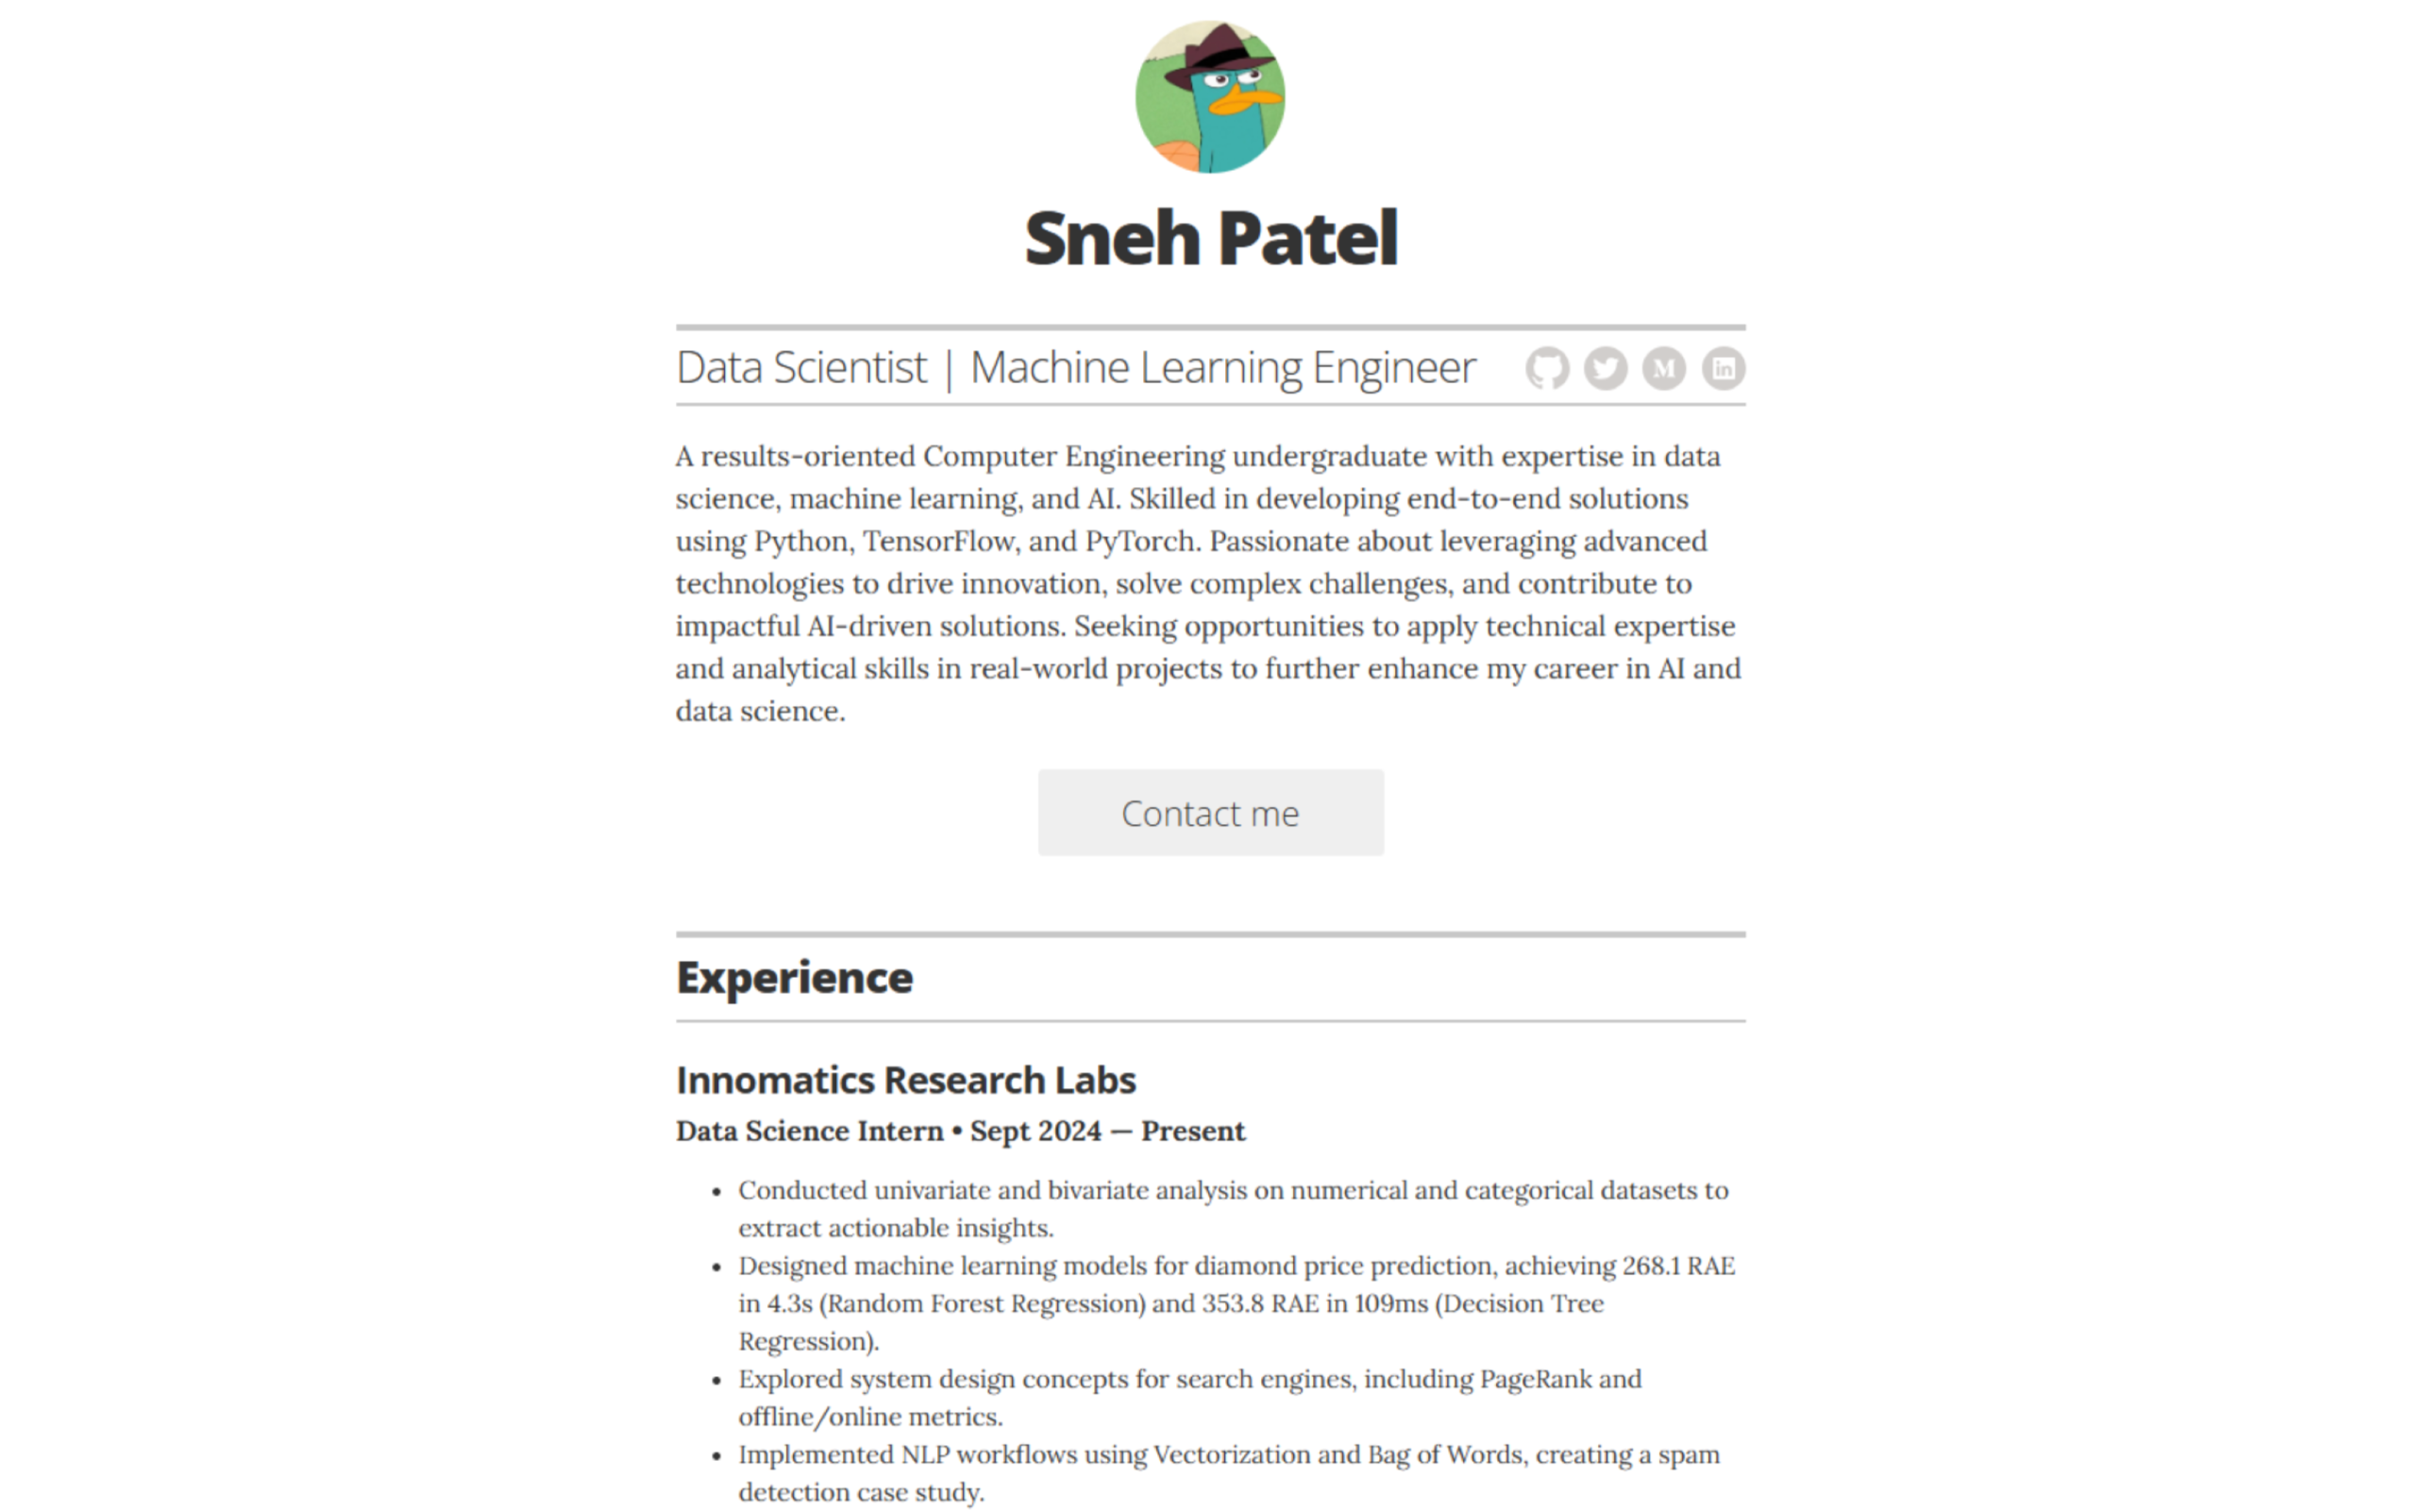 Sneh Patel
Data Scientist | Machine Learning Engineer
M
in
A results-oriented Computer Engineering undergraduate with expertise in data
science, machine learning, and AI. Skilled in developing end-to-end solutions
using Python, TensorFlow, and PyTorch. Passionate about leveraging advanced
technologies to drive innovation, solve complex challenges, and contribute to
impactful AI-driven solutions. Seeking opportunities to apply technical expertise
and analytical skills in real-world projects to further enhance my career in AI and
data science.
Contact me
Experience
Innomatics Research Labs
Data Science Intern • Sept 2024 — Present
• Conducted univariate and bivariate analysis on numerical and categorical datasets to
extract actionable insights.
• Designed machine learning models for diamond price prediction, achieving 268.1 RAE
in 4.3s (Random Forest Regression) and 353.8 RAE in 109ms (Decision Tree
Regression).
• Explored system design concepts for search engines, including PageRank and
offline/online metrics.
• Implemented NLP workflows using Vectorization and Bag of Words, creating a spam
detection case study.